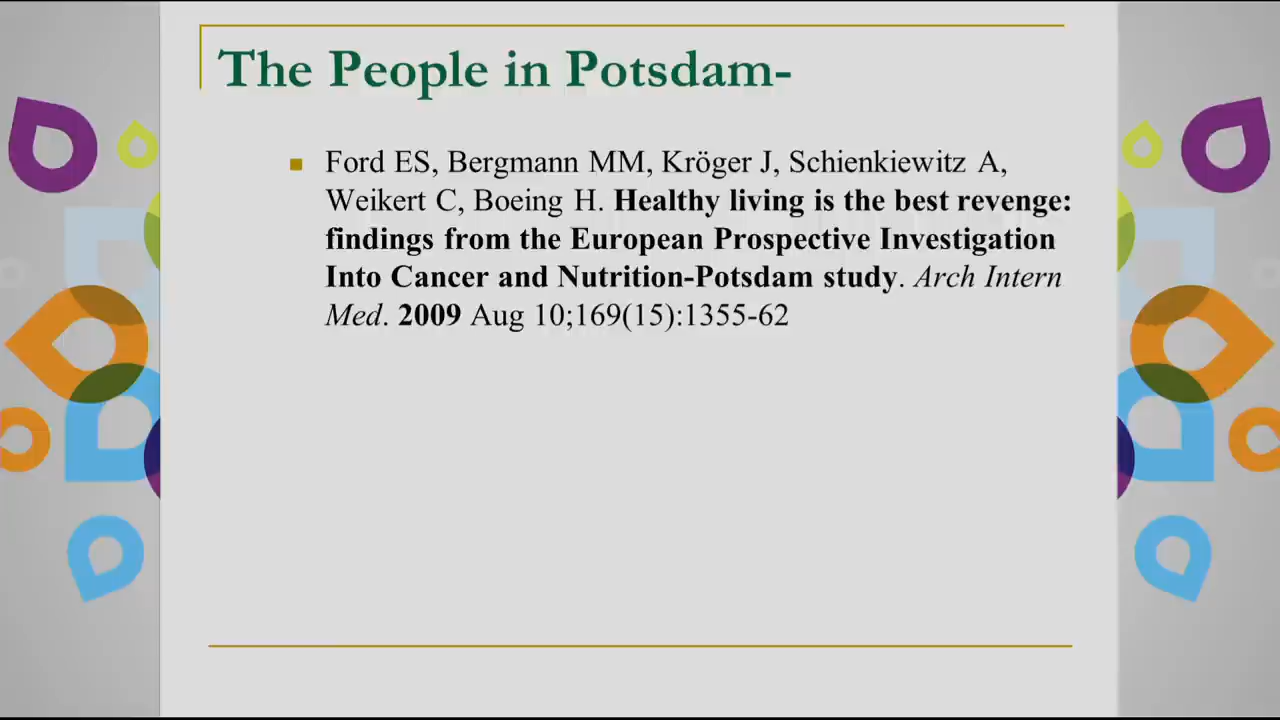 The People in Potsdam-
Ford ES, Bergmann MM, Kröger J, Schienkiewitz A,
Weikert C, Boeing H. Healthy living is the best revenge:
findings from the European Prospective Investigation
Into Cancer and Nutrition-Potsdam study. Arch Intern
Med. 2009 Aug 10;169(15):1355-62